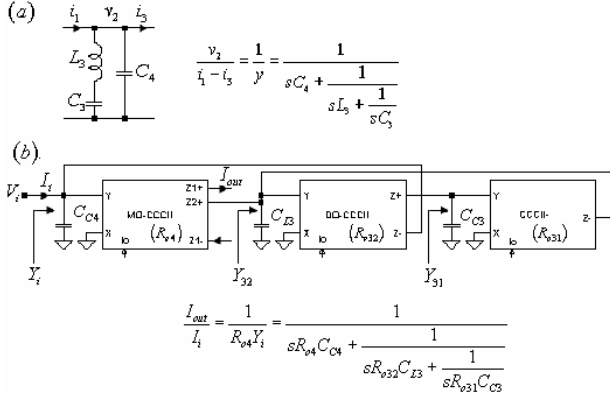 (a)
i1 v2 i3
L3
C4
C3
v2 / (i1 − i3) = 1 / y = 1 / (sC4 + 1 / (sL3 + 1 / (sC3)))
(b).
Vi Ii Iout
CC4 Y MO-CCCII Z1+ Z2+ (Ro4) X Io Z1-
CL3 Y DO-CCCII Z+ (Ro32) X Io Z-
CC3 Y CCCII- (Ro31) X Io Z-
Yi Y32 Y31
Iout / Ii = 1 / (Ro4Yi) = 1 / (sRo4CC4 + 1 / (sRo32CL3 + 1 / (sRo31CC3)))